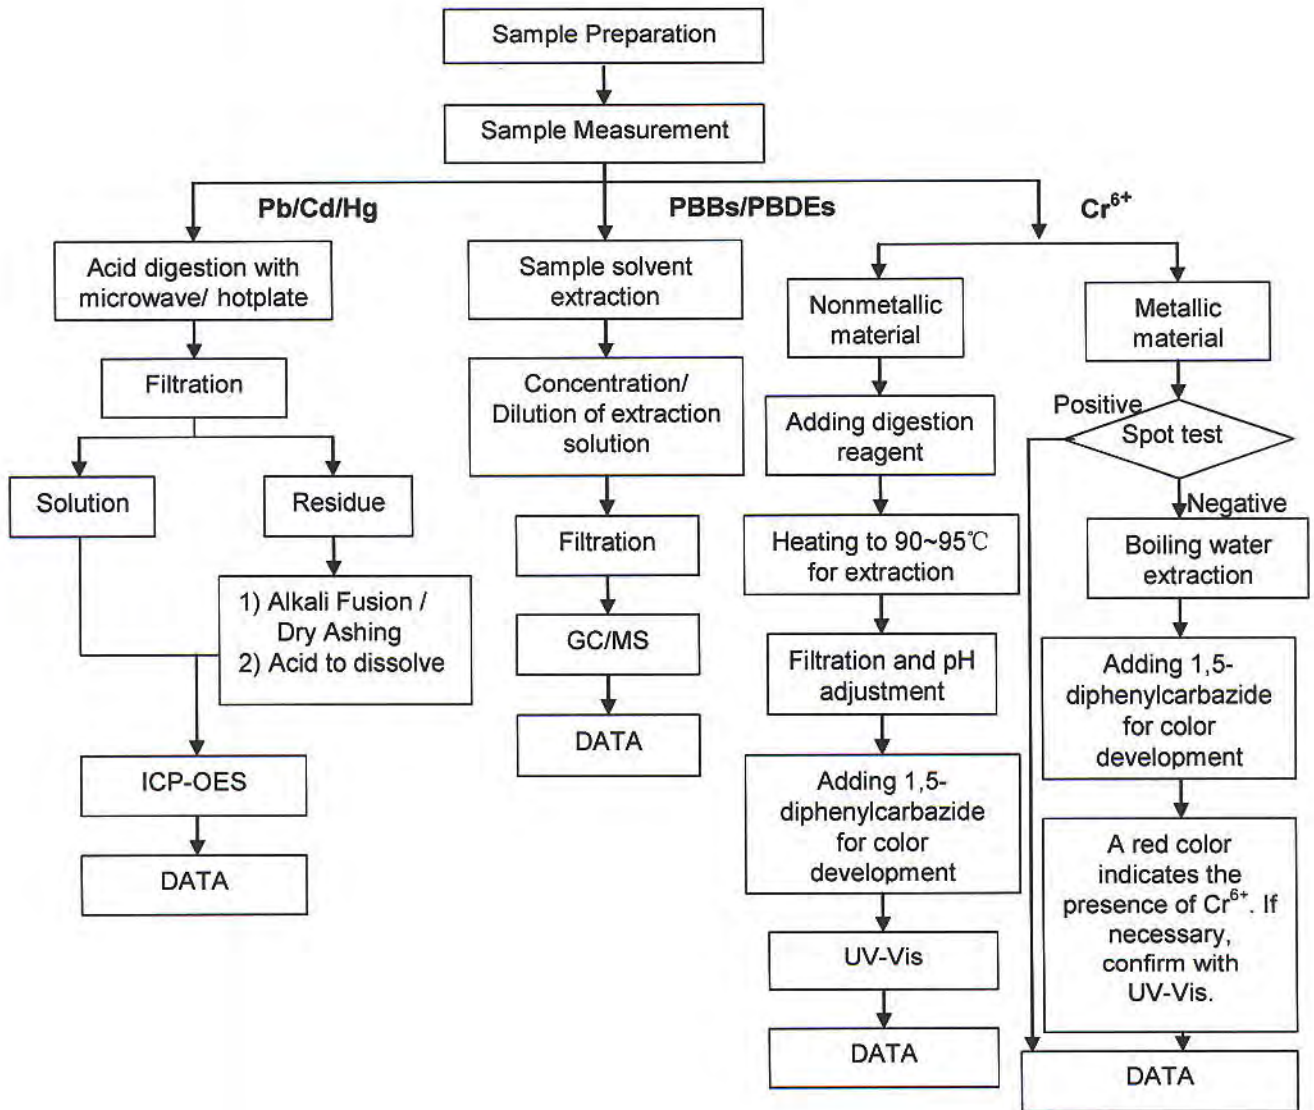 Sample Preparation
Sample Measurement
Pb/Cd/Hg
Acid digestion with
microwave/ hotplate
Filtration
Solution
Residue
1) Alkali Fusion /
Dry Ashing
2) Acid to dissolve
ICP-OES
DATA
PBBs/PBDEs
Sample solvent
extraction
Concentration/
Dilution of extraction
solution
Filtration
GC/MS
DATA
Cr⁶⁺
Nonmetallic
material
Adding digestion
reagent
Heating to 90~95℃
for extraction
Filtration and pH
adjustment
Adding 1,5-
diphenylcarbazide
for color
development
UV-Vis
DATA
Metallic
material
Positive
Spot test
Negative
Boiling water
extraction
Adding 1,5-
diphenylcarbazide
for color
development
A red color
indicates the
presence of Cr⁶⁺. If
necessary,
confirm with
UV-Vis.
DATA